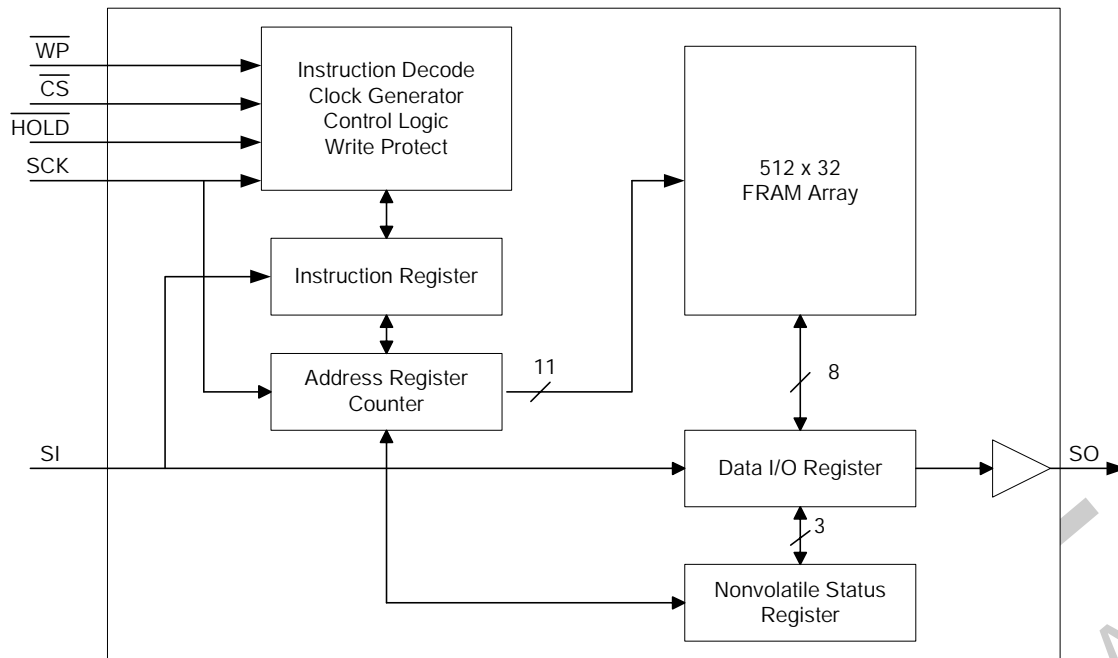 WP
CS
HOLD
SCK
Instruction Decode
Clock Generator
Control Logic
Write Protect
512 x 32
FRAM Array
Instruction Register
Address Register
Counter
11
8
SI
Data I/O Register
SO
3
Nonvolatile Status
Register